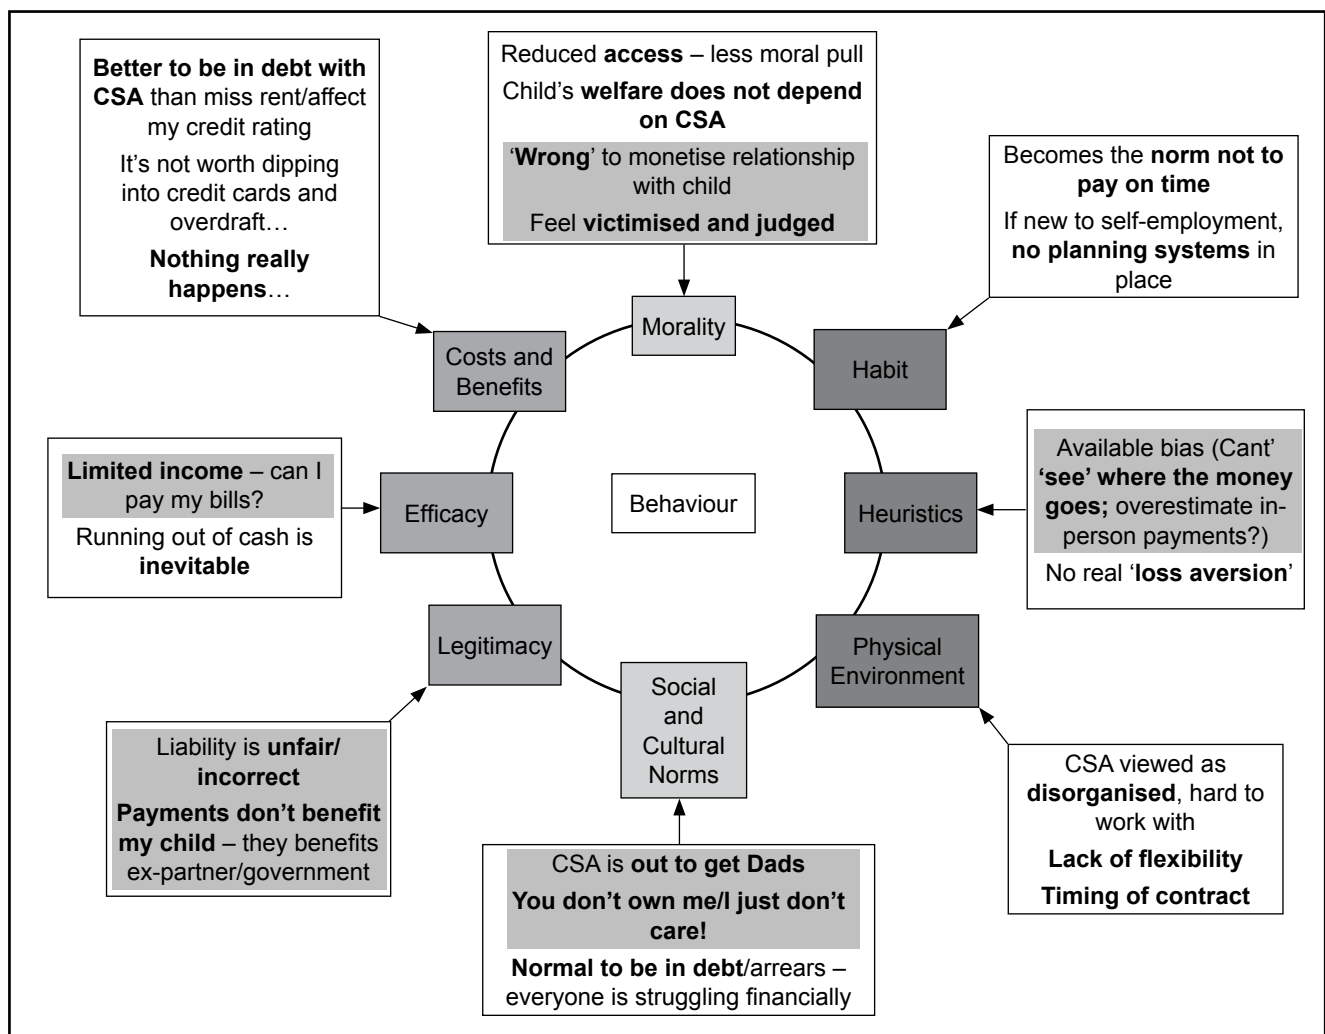 Better to be in debt with
CSA than miss rent/affect
my credit rating
It’s not worth dipping
into credit cards and
overdraft…
Nothing really
happens…
Reduced access – less moral pull
Child’s welfare does not depend
on CSA
‘Wrong’ to monetise relationship
with child
Feel victimised and judged
Becomes the norm not to
pay on time
If new to self-employment,
no planning systems in
place
Morality
Costs and
Benefits
Habit
Limited income – can I
pay my bills?
Running out of cash is
inevitable
Efficacy
Behaviour
Heuristics
Available bias (Cant’
‘see’ where the money
goes; overestimate in-
person payments?)
No real ‘loss aversion’
Legitimacy
Social
and
Cultural
Norms
Physical
Environment
Liability is unfair/
incorrect
Payments don’t benefit
my child – they benefits
ex-partner/government
CSA is out to get Dads
You don’t own me/I just don’t
care!
Normal to be in debt/arrears –
everyone is struggling financially
CSA viewed as
disorganised, hard to
work with
Lack of flexibility
Timing of contract